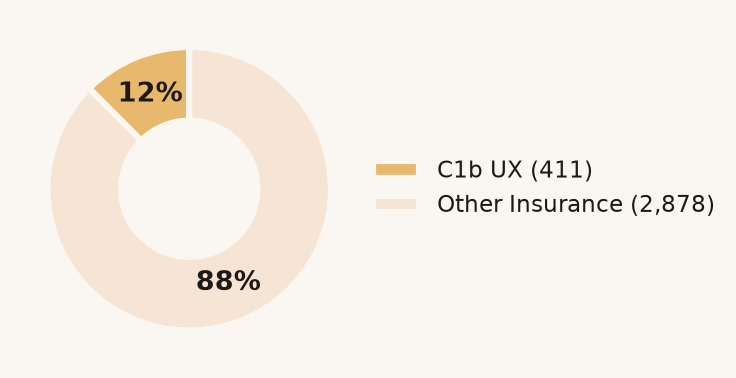 12%
C1b UX (411)
Other Insurance (2,878)
88%